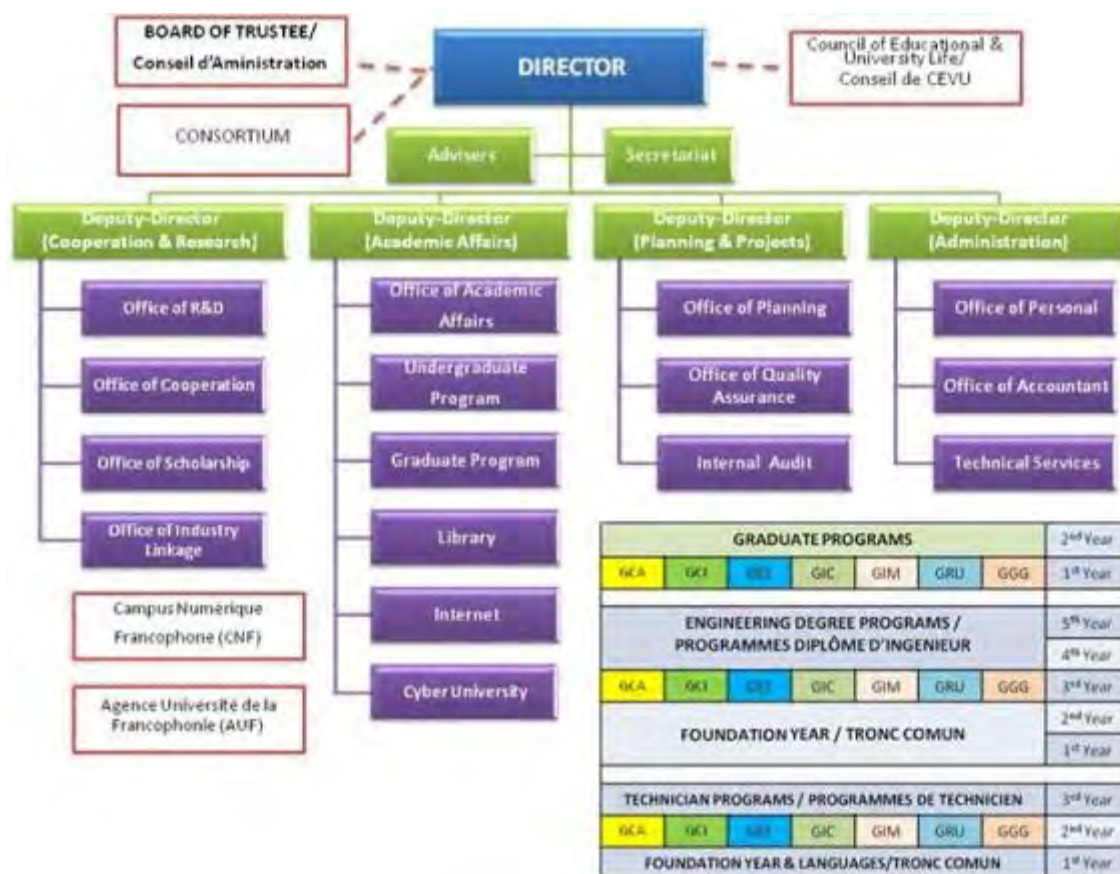 BOARD OF TRUSTEE/
Conseil d'Aministration
DIRECTOR
Council of Educational &
University Life/
Conseil de CEVU
CONSORTIUM
Advisers
Secretariat
Deputy-Director
(Cooperation & Research)
Deputy-Director
(Academic Affairs)
Deputy-Director
(Planning & Projects)
Deputy-Director
(Administration)
Office of R&D
Office of Cooperation
Office of Scholarship
Office of Industry
Linkage
Office of Academic
Affairs
Undergraduate
Program
Graduate Program
Library
Internet
Cyber University
Office of Planning
Office of Quality
Assurance
Internal Audit
Office of Personal
Office of Accountant
Technical Services
Campus Numérique
Francophone (CNF)
Agence Université de la
Francophonie (AUF)
GRADUATE PROGRAMS 2nd Year
GCA GCI GEE GIC GIM GRU GGG 1st Year
ENGINEERING DEGREE PROGRAMS / 5th Year
PROGRAMMES DIPLÔME D'INGENIEUR 4th Year
GCA GCI GEE GIC GIM GRU GGG 3rd Year
FOUNDATION YEAR / TRONC COMUN 2nd Year
1st Year
TECHNICIAN PROGRAMS / PROGRAMMES DE TECHNICIEN 3rd Year
GCA GCI GEE GIC GIM GRU GGG 2nd Year
FOUNDATION YEAR & LANGUAGES/TRONC COMUN 1st Year